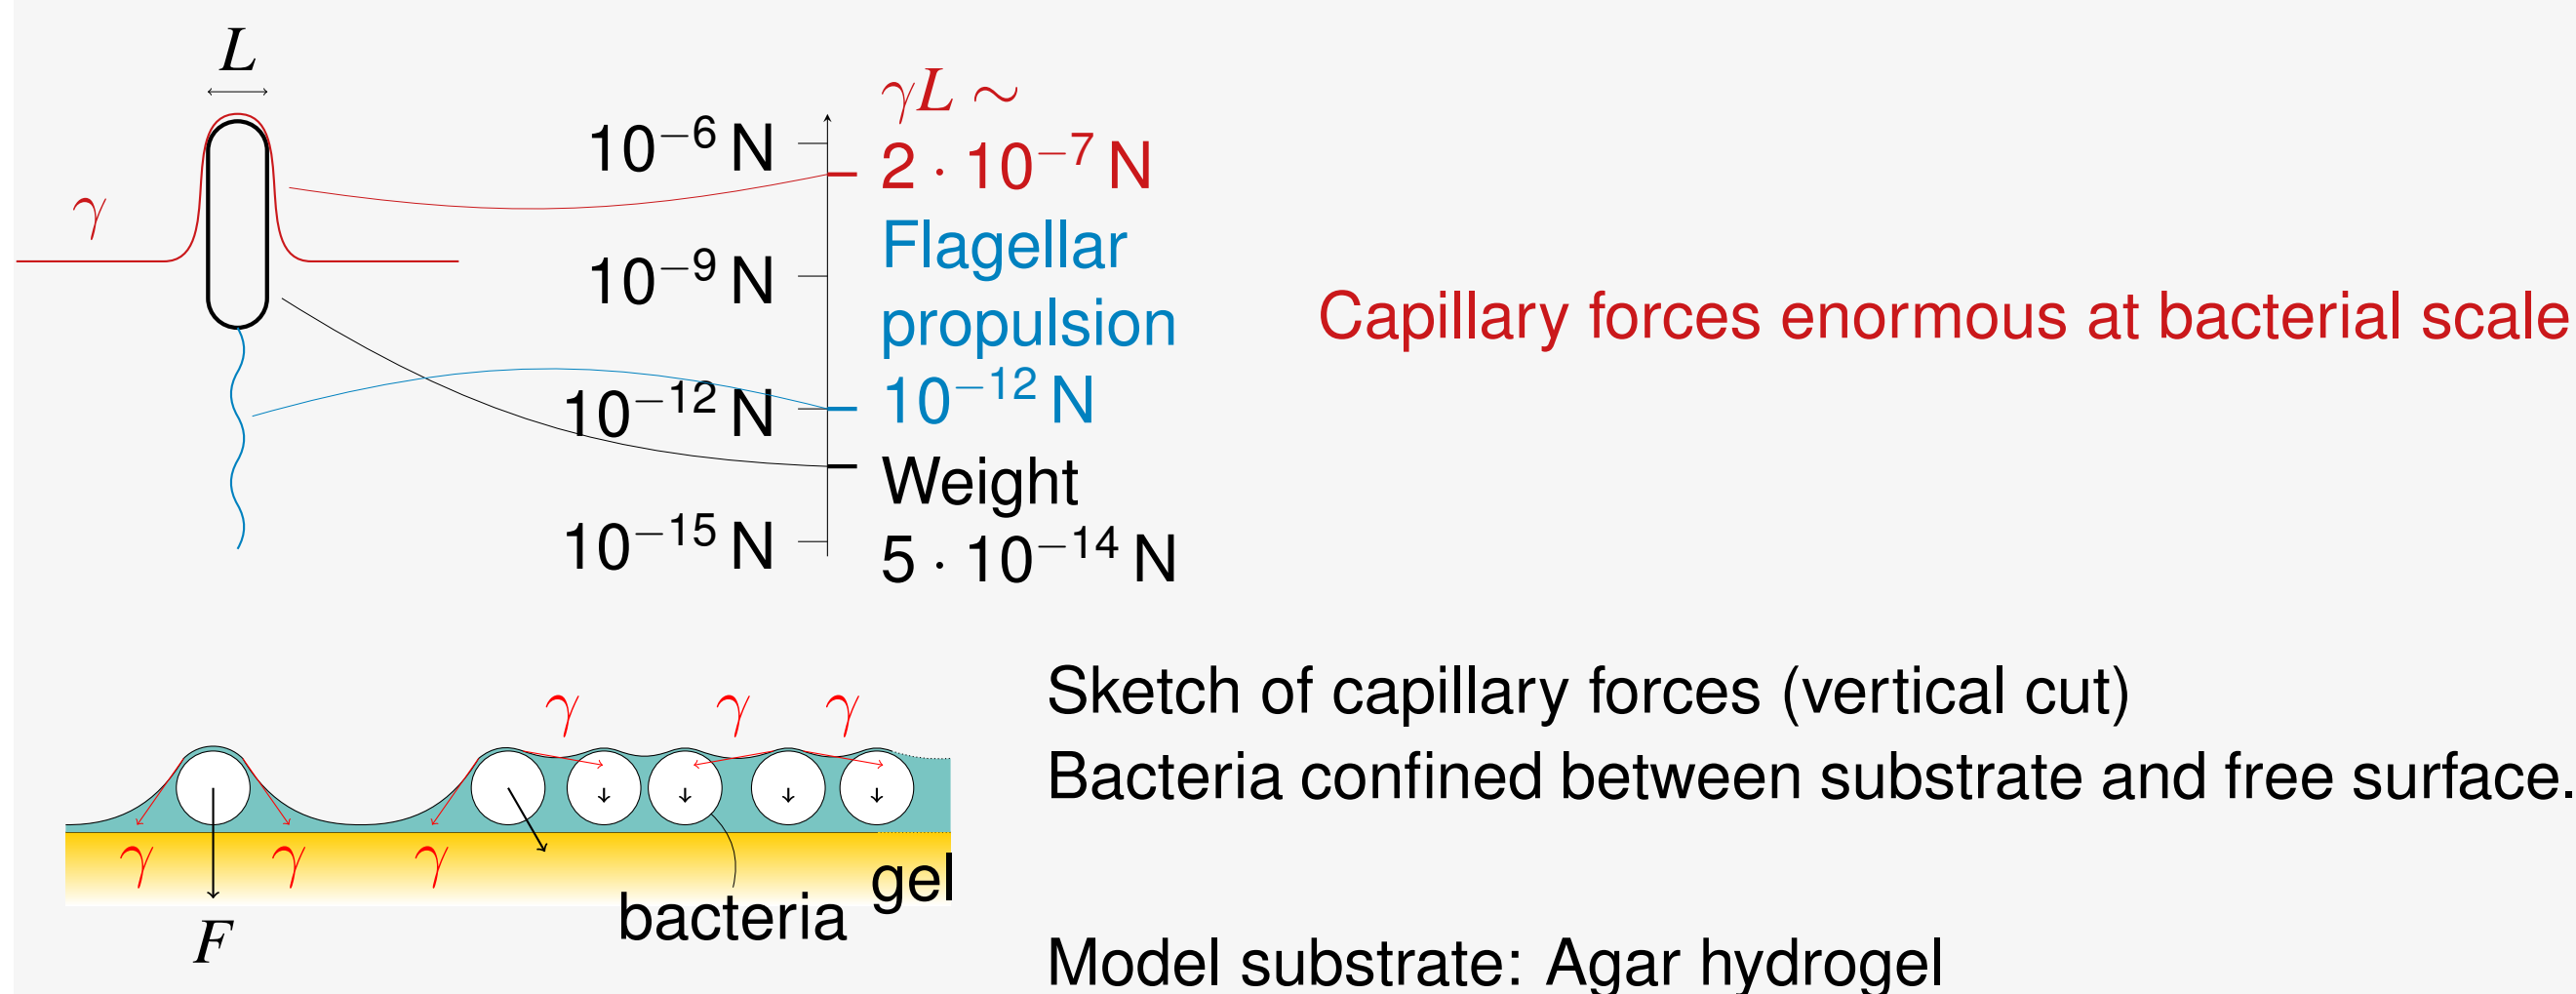 L
γL ∼
10⁻⁶ N
2 · 10⁻⁷ N
γ
Flagellar
10⁻⁹ N
propulsion
Capillary forces enormous at bacterial scale
10⁻¹² N
10⁻¹² N
Weight
10⁻¹⁵ N
5 · 10⁻¹⁴ N
Sketch of capillary forces (vertical cut)
γ γ γ
Bacteria confined between substrate and free surface.
γ γ γ
gel
bacteria
F
Model substrate: Agar hydrogel